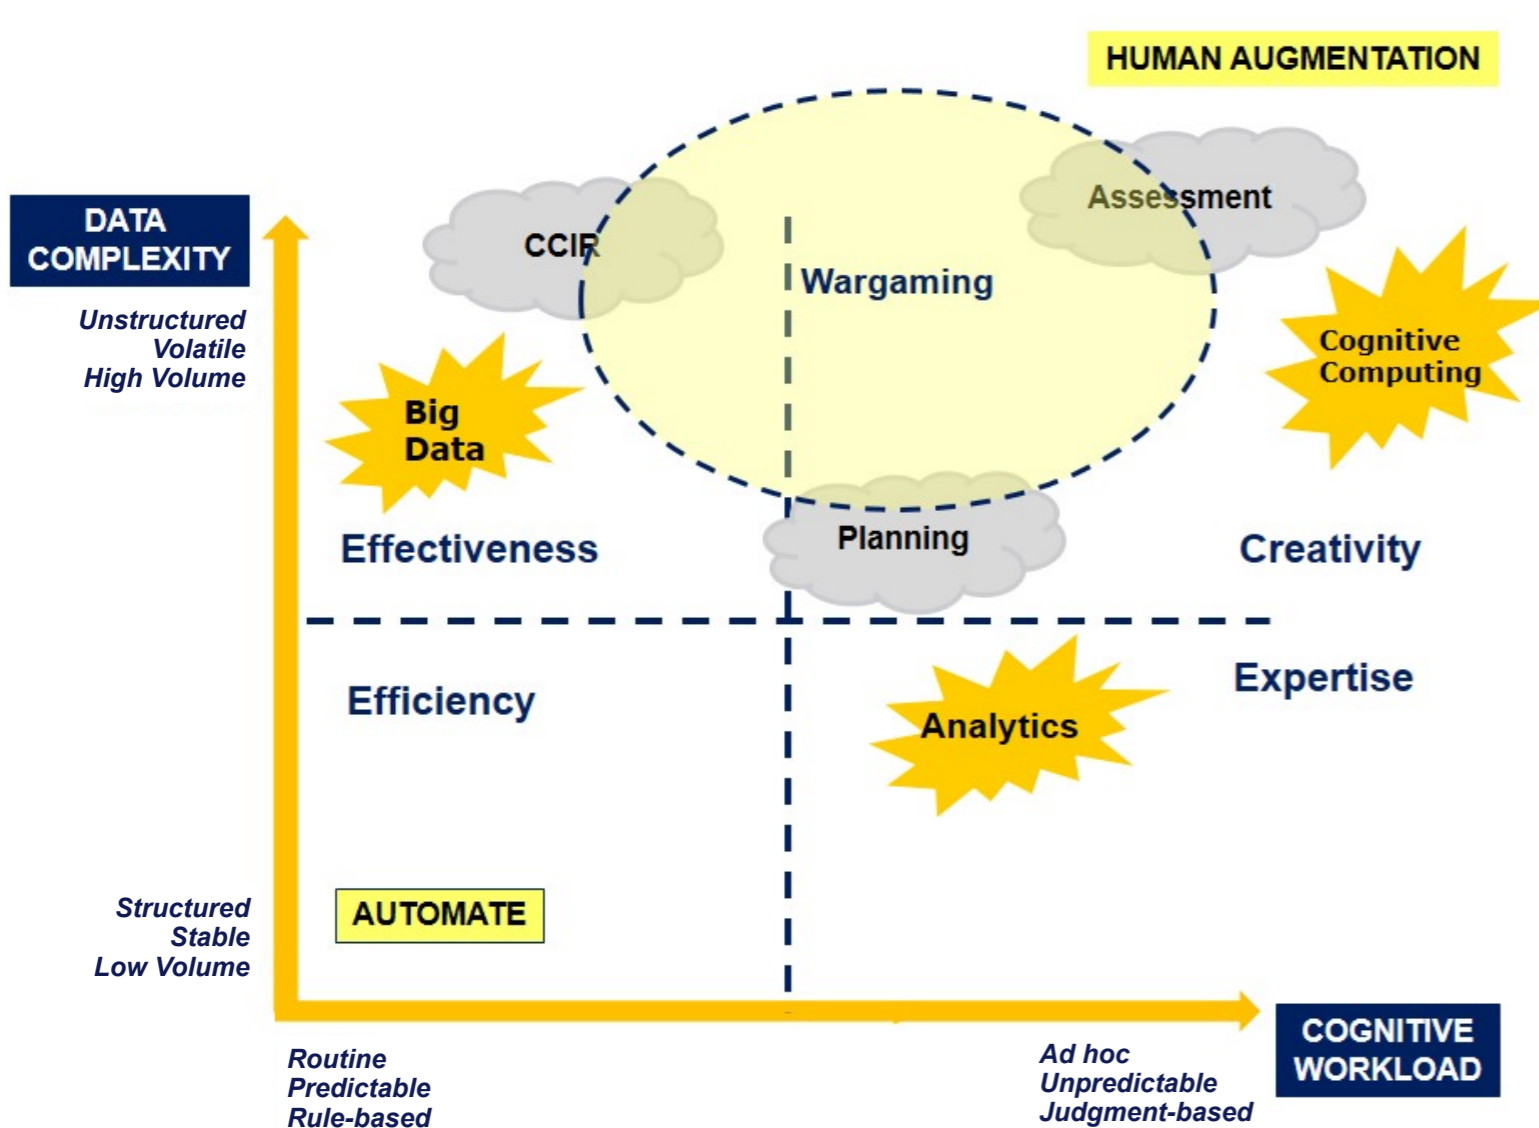 HUMAN AUGMENTATION
Assessment
DATA
COMPLEXITY
CCIR
Wargaming
Unstructured
Volatile
High Volume
Cognitive
Computing
Big
Data
Planning
Effectiveness
Creativity
Efficiency
Expertise
Analytics
AUTOMATE
Structured
Stable
Low Volume
COGNITIVE
WORKLOAD
Routine
Predictable
Rule-based
Ad hoc
Unpredictable
Judgment-based